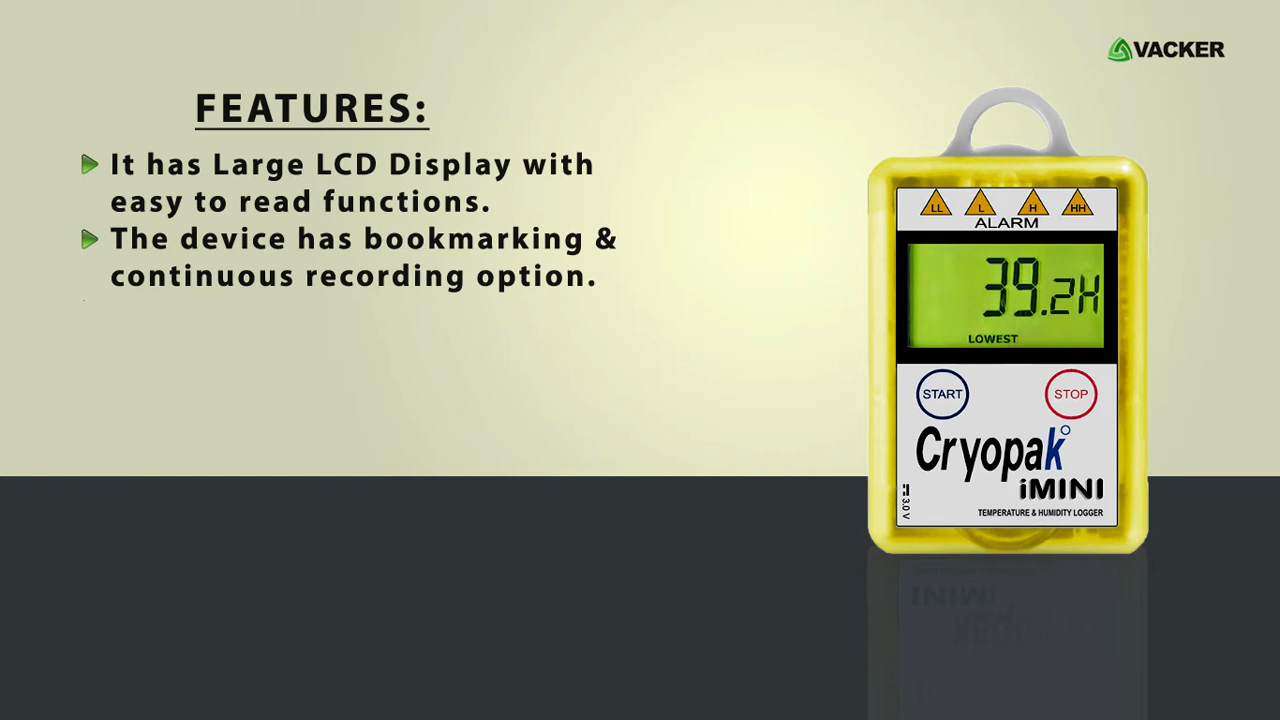 VACKER
FEATURES:
It has Large LCD Display with
easy to read functions.
The device has bookmarking &
continuous recording option.
LL L H HH
ALARM
39.2H
LOWEST
START STOP
Cryopak
iMINI
3.0 V
TEMPERATURE & HUMIDITY LOGGER